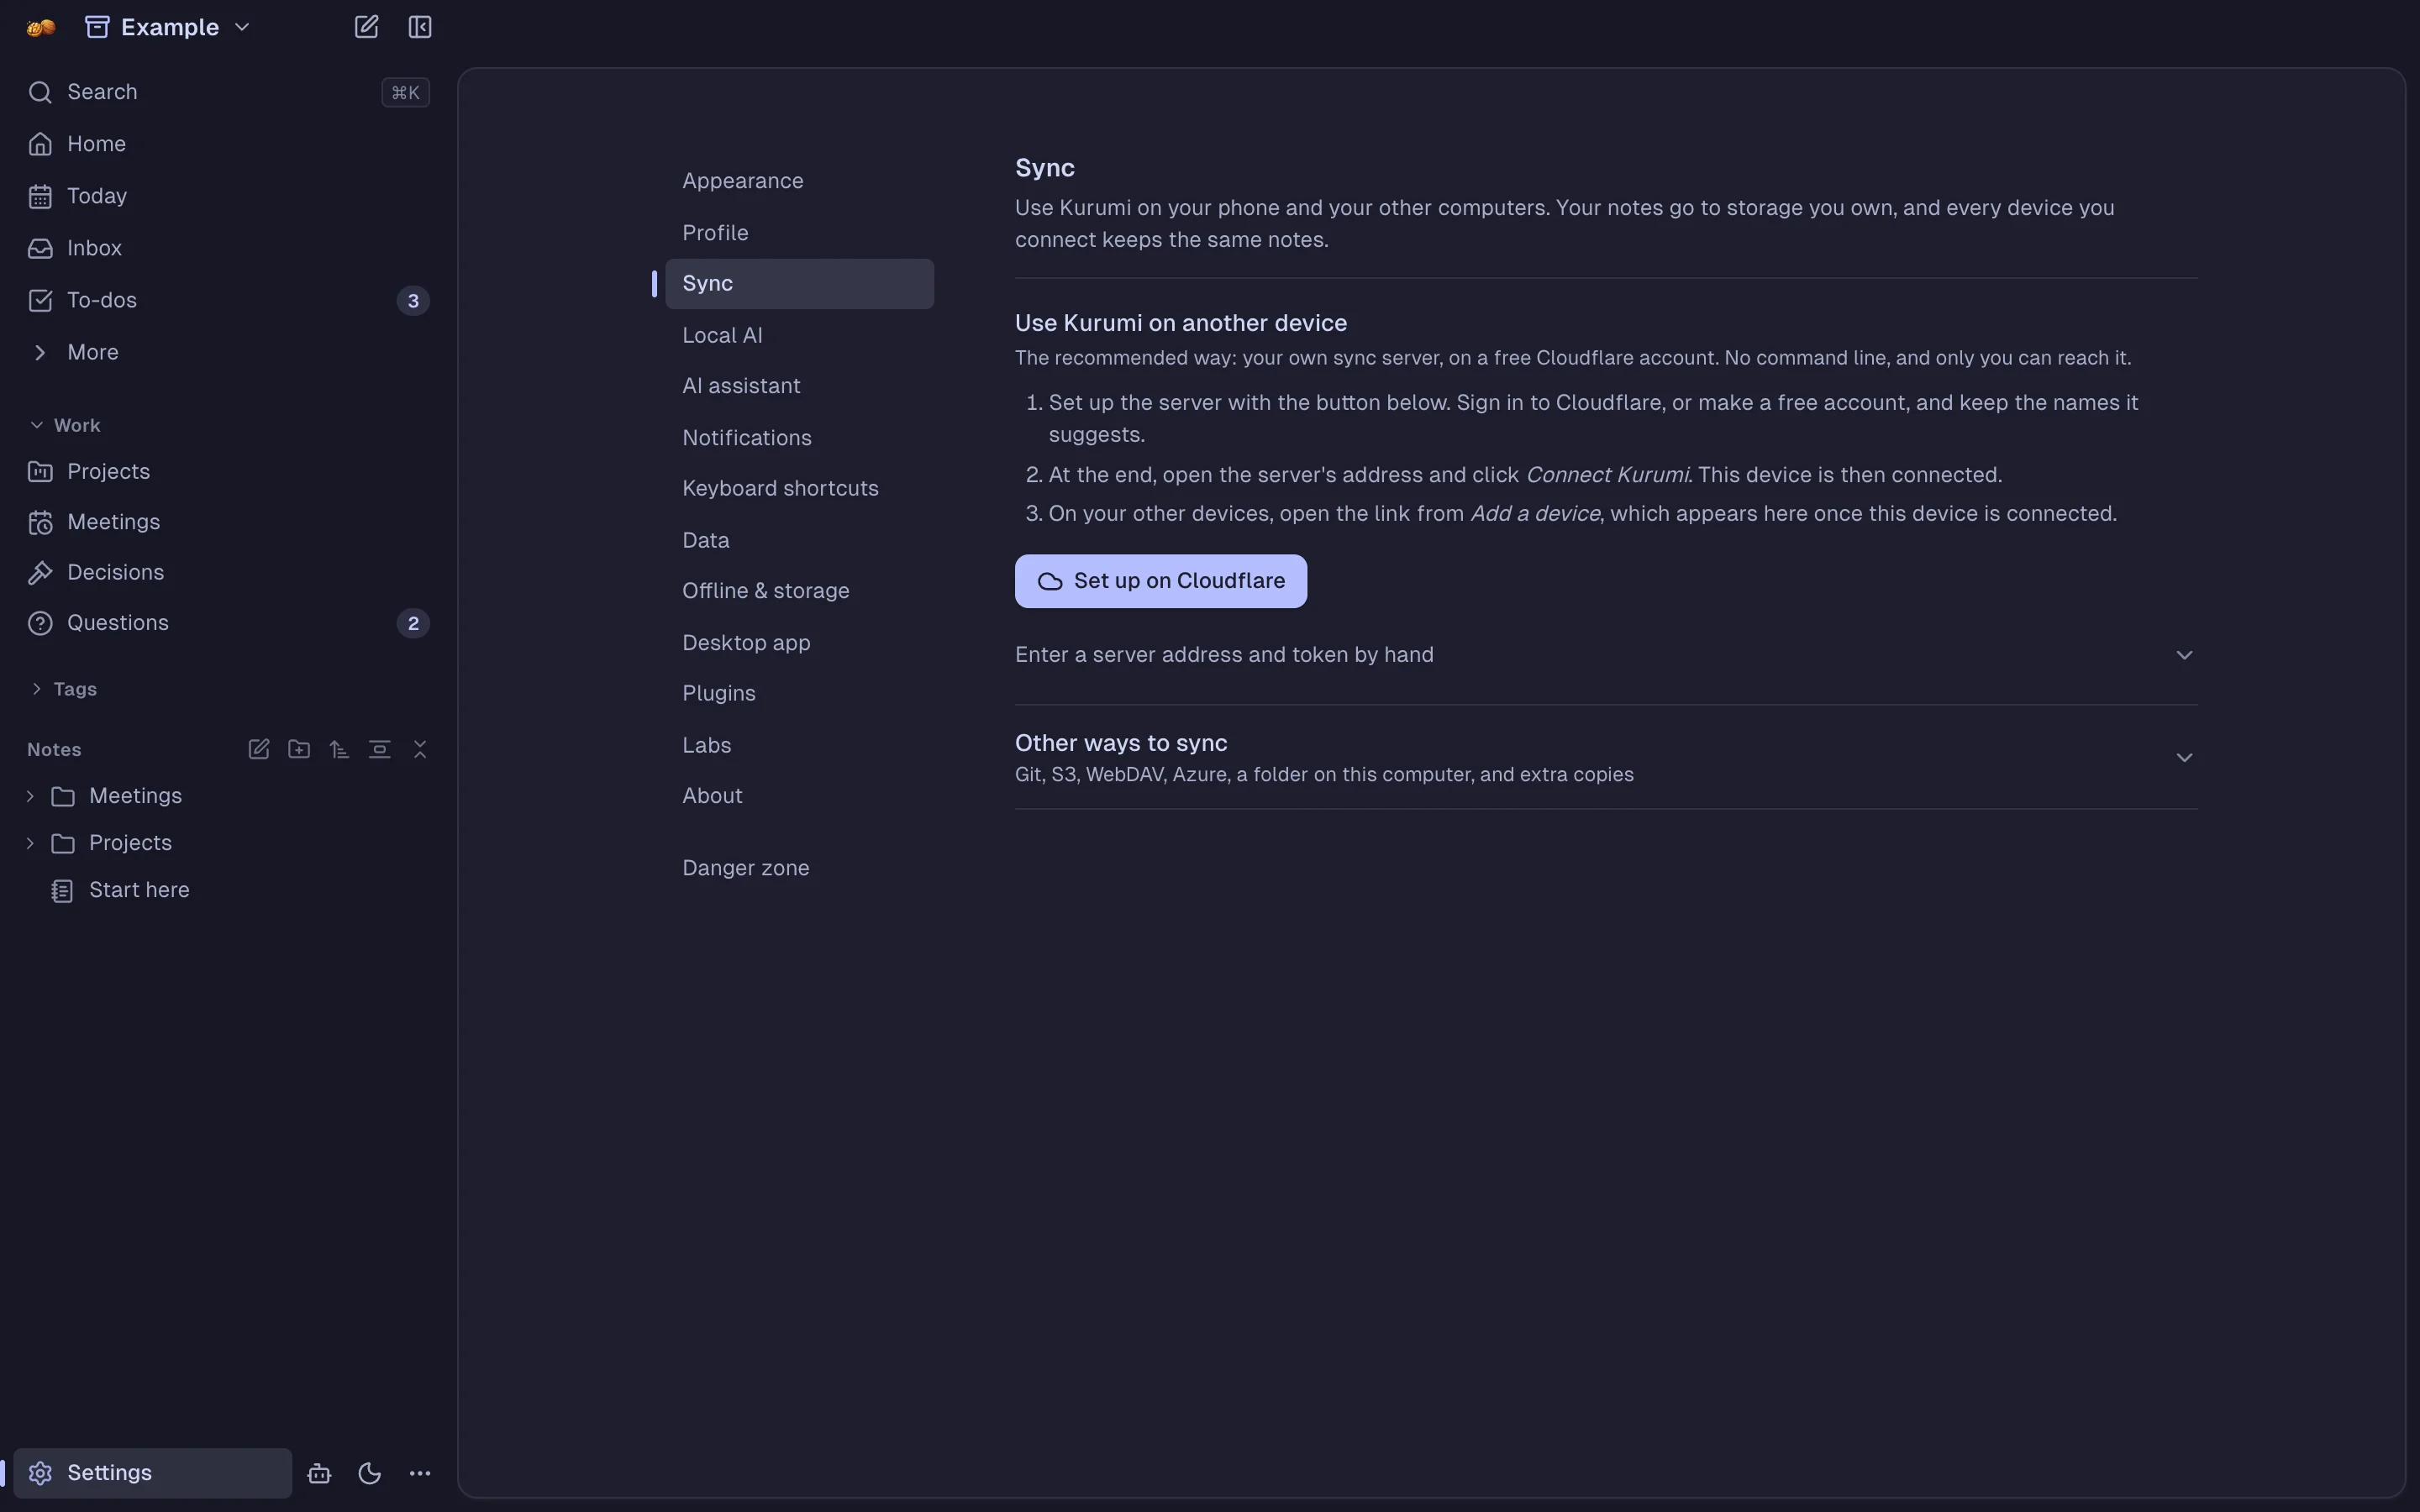 Example
Search
⌘K
Home
Today
Inbox
To-dos
3
More
Work
Projects
Meetings
Decisions
Questions
2
Tags
Notes
Meetings
Projects
Start here
Settings
Appearance
Profile
Sync
Local AI
AI assistant
Notifications
Keyboard shortcuts
Data
Offline & storage
Desktop app
Plugins
Labs
About
Danger zone
Sync
Use Kurumi on your phone and your other computers. Your notes go to storage you own, and every device you
connect keeps the same notes.
Use Kurumi on another device
The recommended way: your own sync server, on a free Cloudflare account. No command line, and only you can reach it.
1. Set up the server with the button below. Sign in to Cloudflare, or make a free account, and keep the names it
suggests.
2. At the end, open the server's address and click Connect Kurumi. This device is then connected.
3. On your other devices, open the link from Add a device, which appears here once this device is connected.
Set up on Cloudflare
Enter a server address and token by hand
Other ways to sync
Git, S3, WebDAV, Azure, a folder on this computer, and extra copies